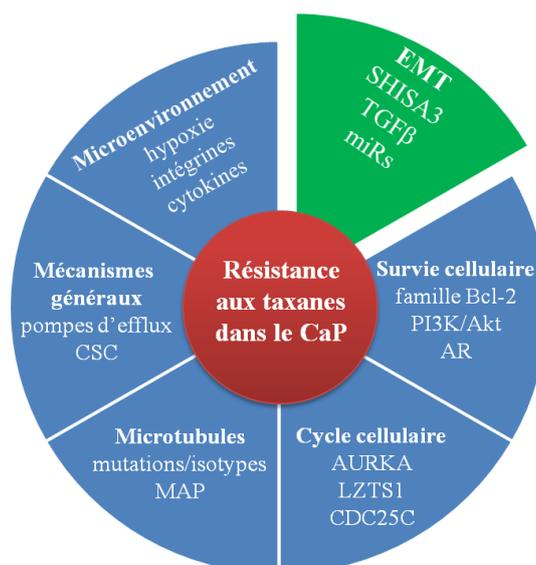 EMT
SHISA3
TGFβ
miRs
Microenvironnement
hypoxie
intégrines
cytokines
Mécanismes
généraux
pompes d’efflux
CSC
Résistance
aux taxanes
dans le CaP
Survie cellulaire
famille Bcl-2
PI3K/Akt
AR
Microtubules
mutations/isotypes
MAP
Cycle cellulaire
AURKA
LZTS1
CDC25C